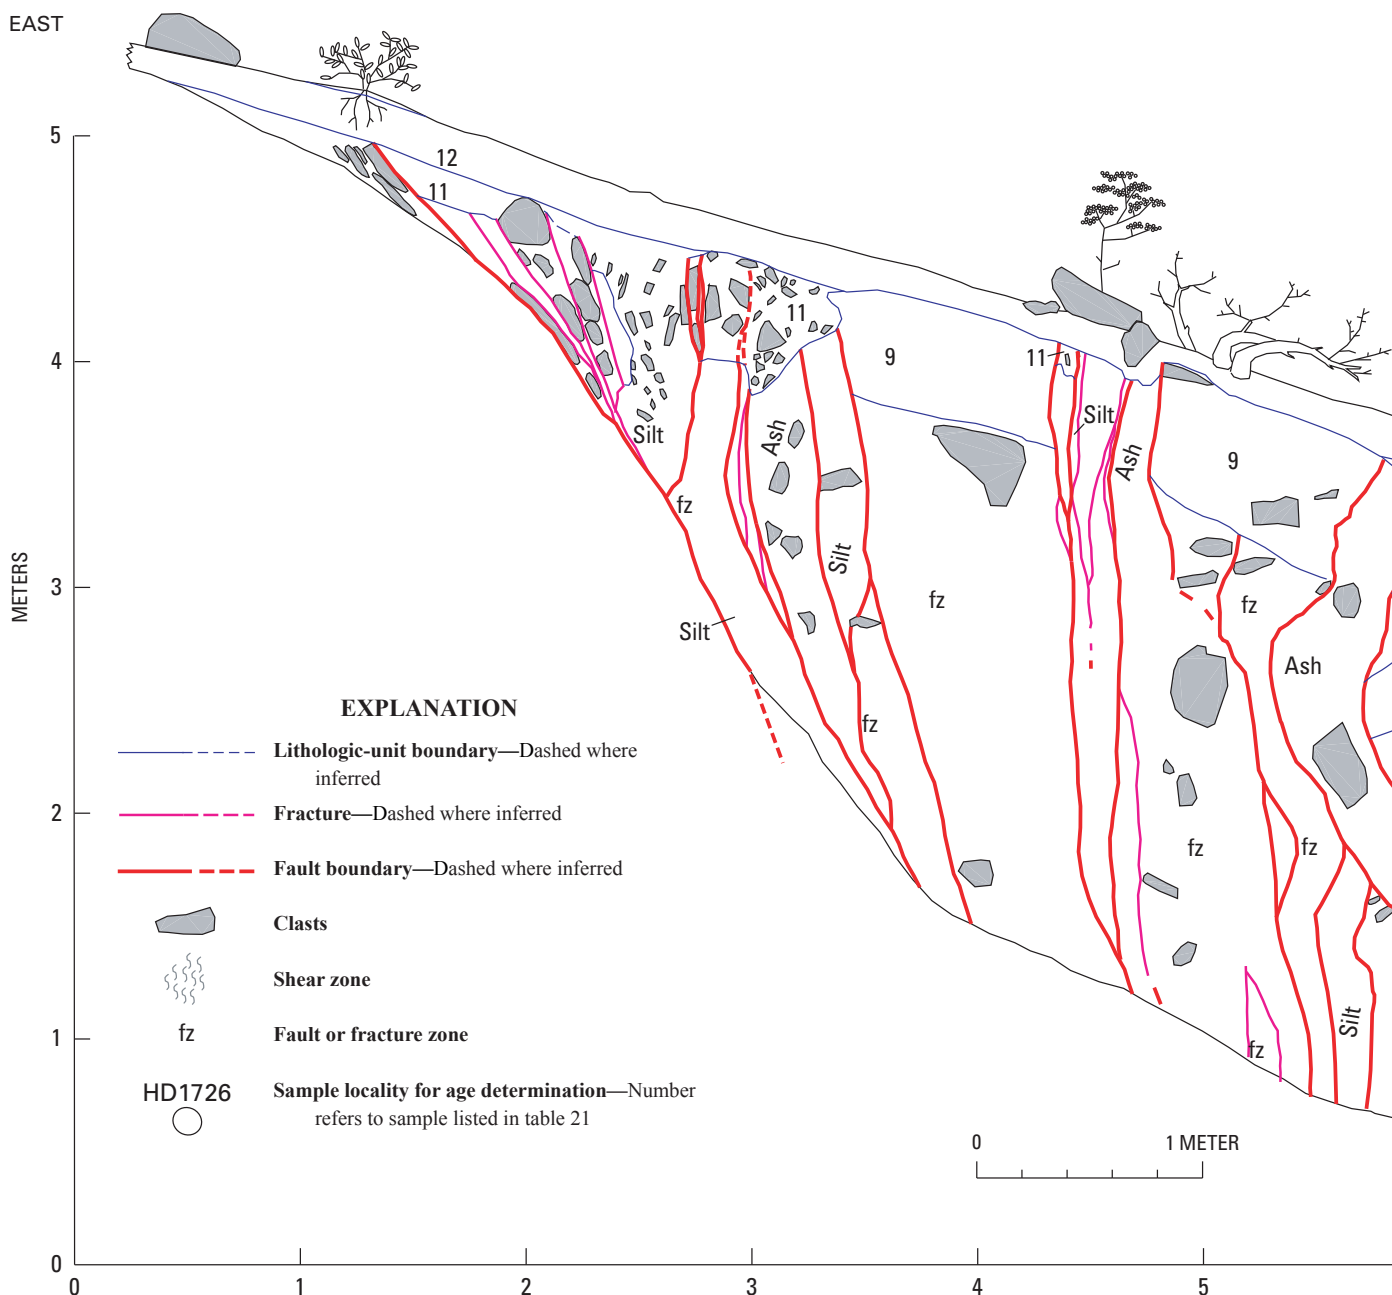 EAST
5
12
11
11
9
11
4
Silt
Ash
Silt
Ash
9
fz
Silt
METERS
3
fz
fz
Silt
Ash
EXPLANATION
fz
Lithologic-unit boundary—Dashed where
inferred
2
Fracture—Dashed where inferred
fz
fz
Fault boundary—Dashed where inferred
Clasts
Shear zone
Silt
fz
Fault or fracture zone
1
fz
HD1726
Sample locality for age determination—Number
refers to sample listed in table 21
0
1 METER
0
0
1
2
3
4
5